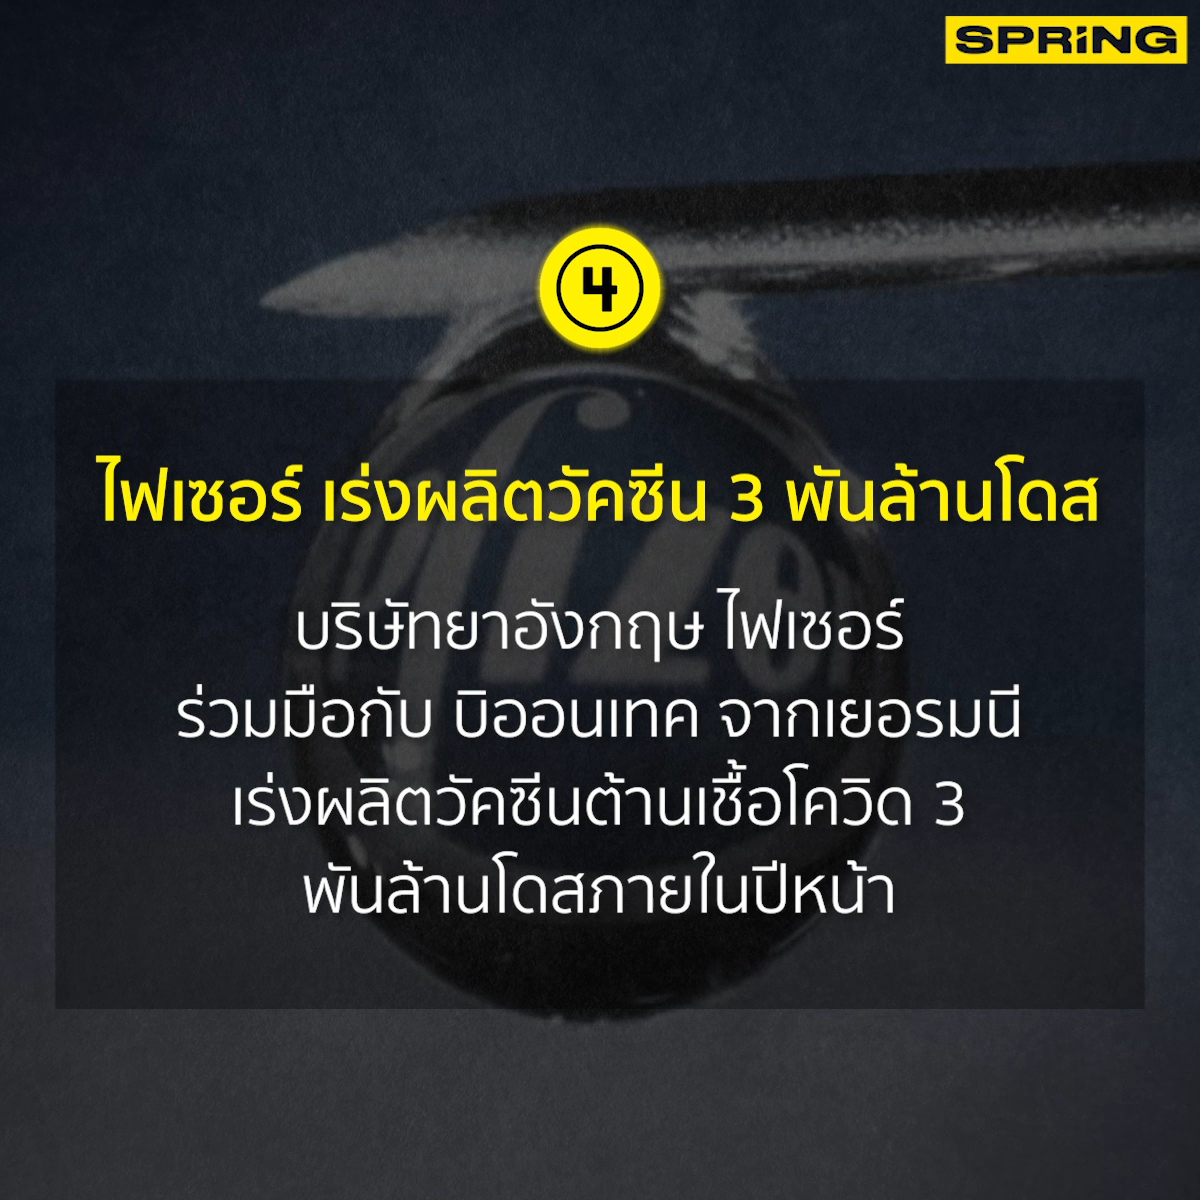 SPRiNG
4
ไฟเซอร์ เร่งผลิตวัคซีน 3 พันล้านโดส
บริษัทยาอังกฤษ ไฟเซอร์
ร่วมมือกับ บิออนเทค จากเยอรมนี
เร่งผลิตวัคซีนต้านเชื้อโควิด 3
พันล้านโดสภายในปีหน้า
Pfizer